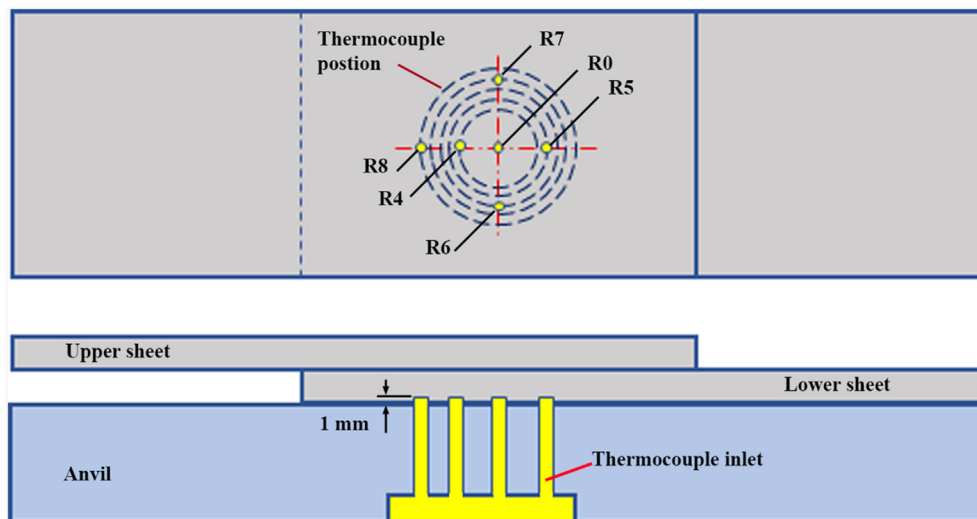 Thermocouple
postion
R7
R0
R5
R8
R4
R6
Upper sheet
Lower sheet
1 mm
Anvil
Thermocouple inlet